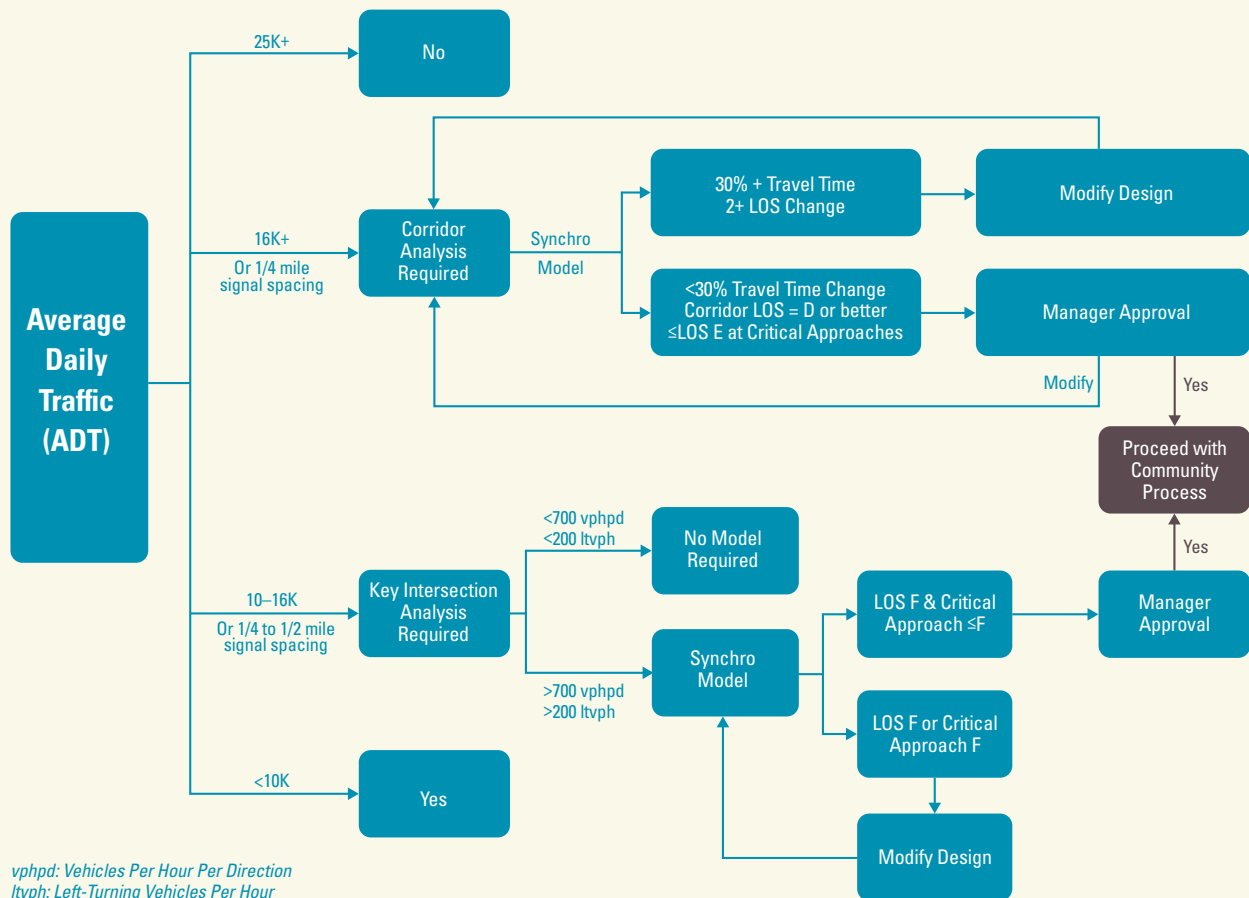 25K+
No
30% + Travel Time
2+ LOS Change
Modify Design
16K+
Or 1/4 mile
signal spacing
Corridor
Analysis
Required
Synchro
Model
<30% Travel Time Change
Corridor LOS = D or better
≤LOS E at Critical Approaches
Manager Approval
Modify
Yes
Average
Daily
Traffic
(ADT)
Proceed with
Community
Process
Yes
<700 vphpd
<200 ltvph
No Model
Required
10–16K
Or 1/4 to 1/2 mile
signal spacing
Key Intersection
Analysis
Required
LOS F & Critical
Approach ≤F
Manager
Approval
>700 vphpd
>200 ltvph
Synchro
Model
LOS F or Critical
Approach F
<10K
Yes
Modify Design
vphpd: Vehicles Per Hour Per Direction
ltvph: Left-Turning Vehicles Per Hour